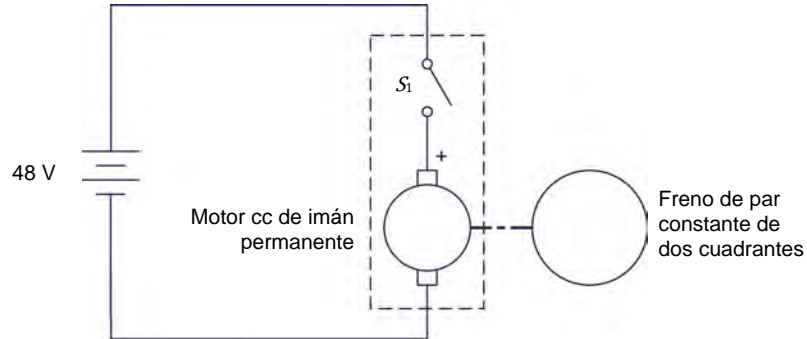 S1
+
48 V
Motor cc de imán
permanente
Freno de par
constante de
dos cuadrantes